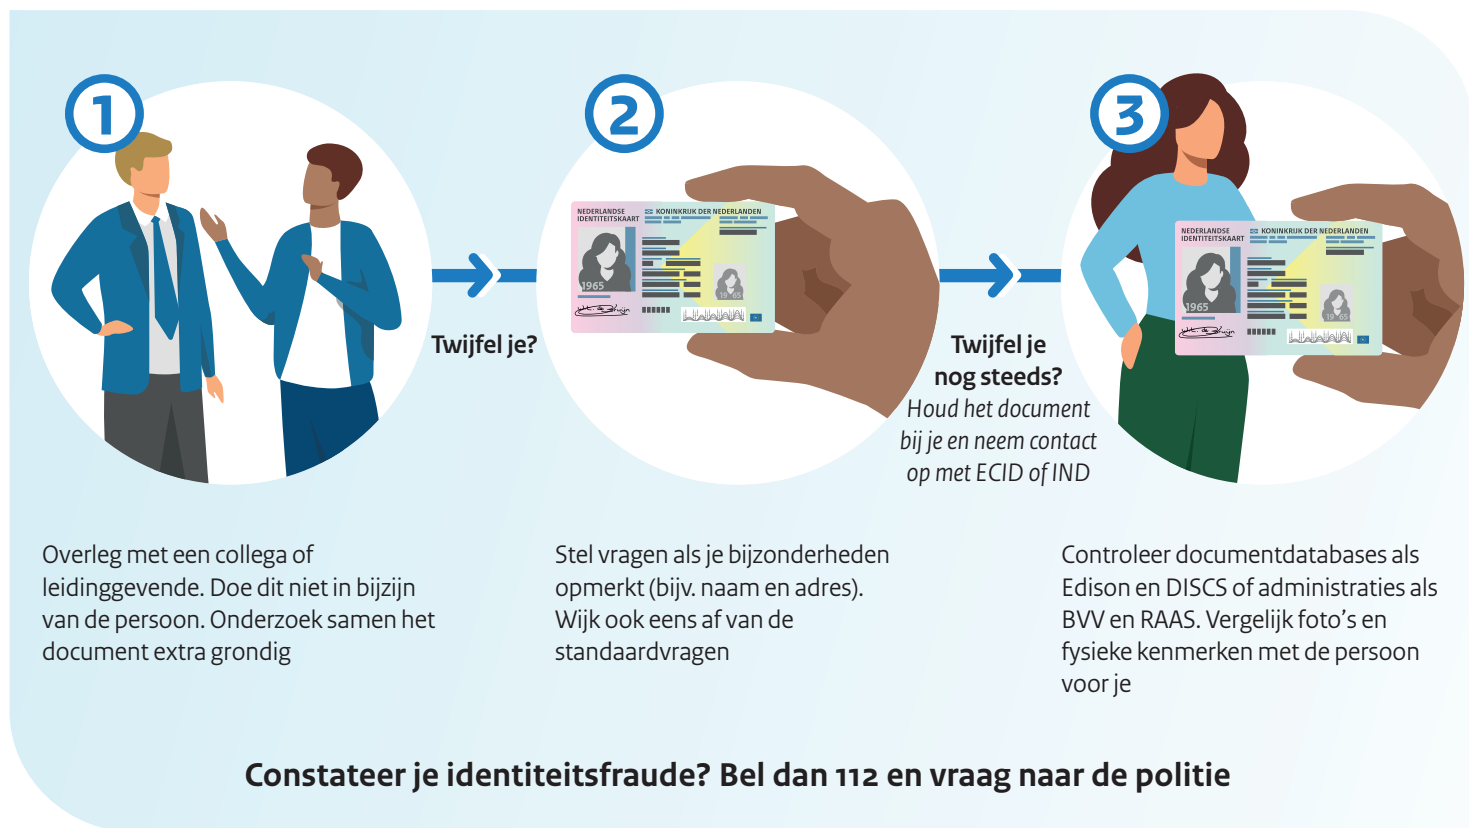 1
2
3
NEDERLANDSE
IDENTITEITSKAART
KONINKRIJK DER NEDERLANDEN
1965
19 65
NEDERLANDSE
IDENTITEITSKAART
KONINKRIJK DER NEDERLANDEN
1965
19 65
Twijfel je?
Twijfel je
nog steeds?
Houd het document
bij je en neem contact
op met ECID of IND
Overleg met een collega of
leidinggevende. Doe dit niet in bijzijn
van de persoon. Onderzoek samen het
document extra grondig
Stel vragen als je bijzonderheden
opmerkt (bijv. naam en adres).
Wijk ook eens af van de
standaardvragen
Controleer documentdatabases als
Edison en DISCS of administraties als
BVV en RAAS. Vergelijk foto's en
fysieke kenmerken met de persoon
voor je
Constateer je identiteitsfraude? Bel dan 112 en vraag naar de politie